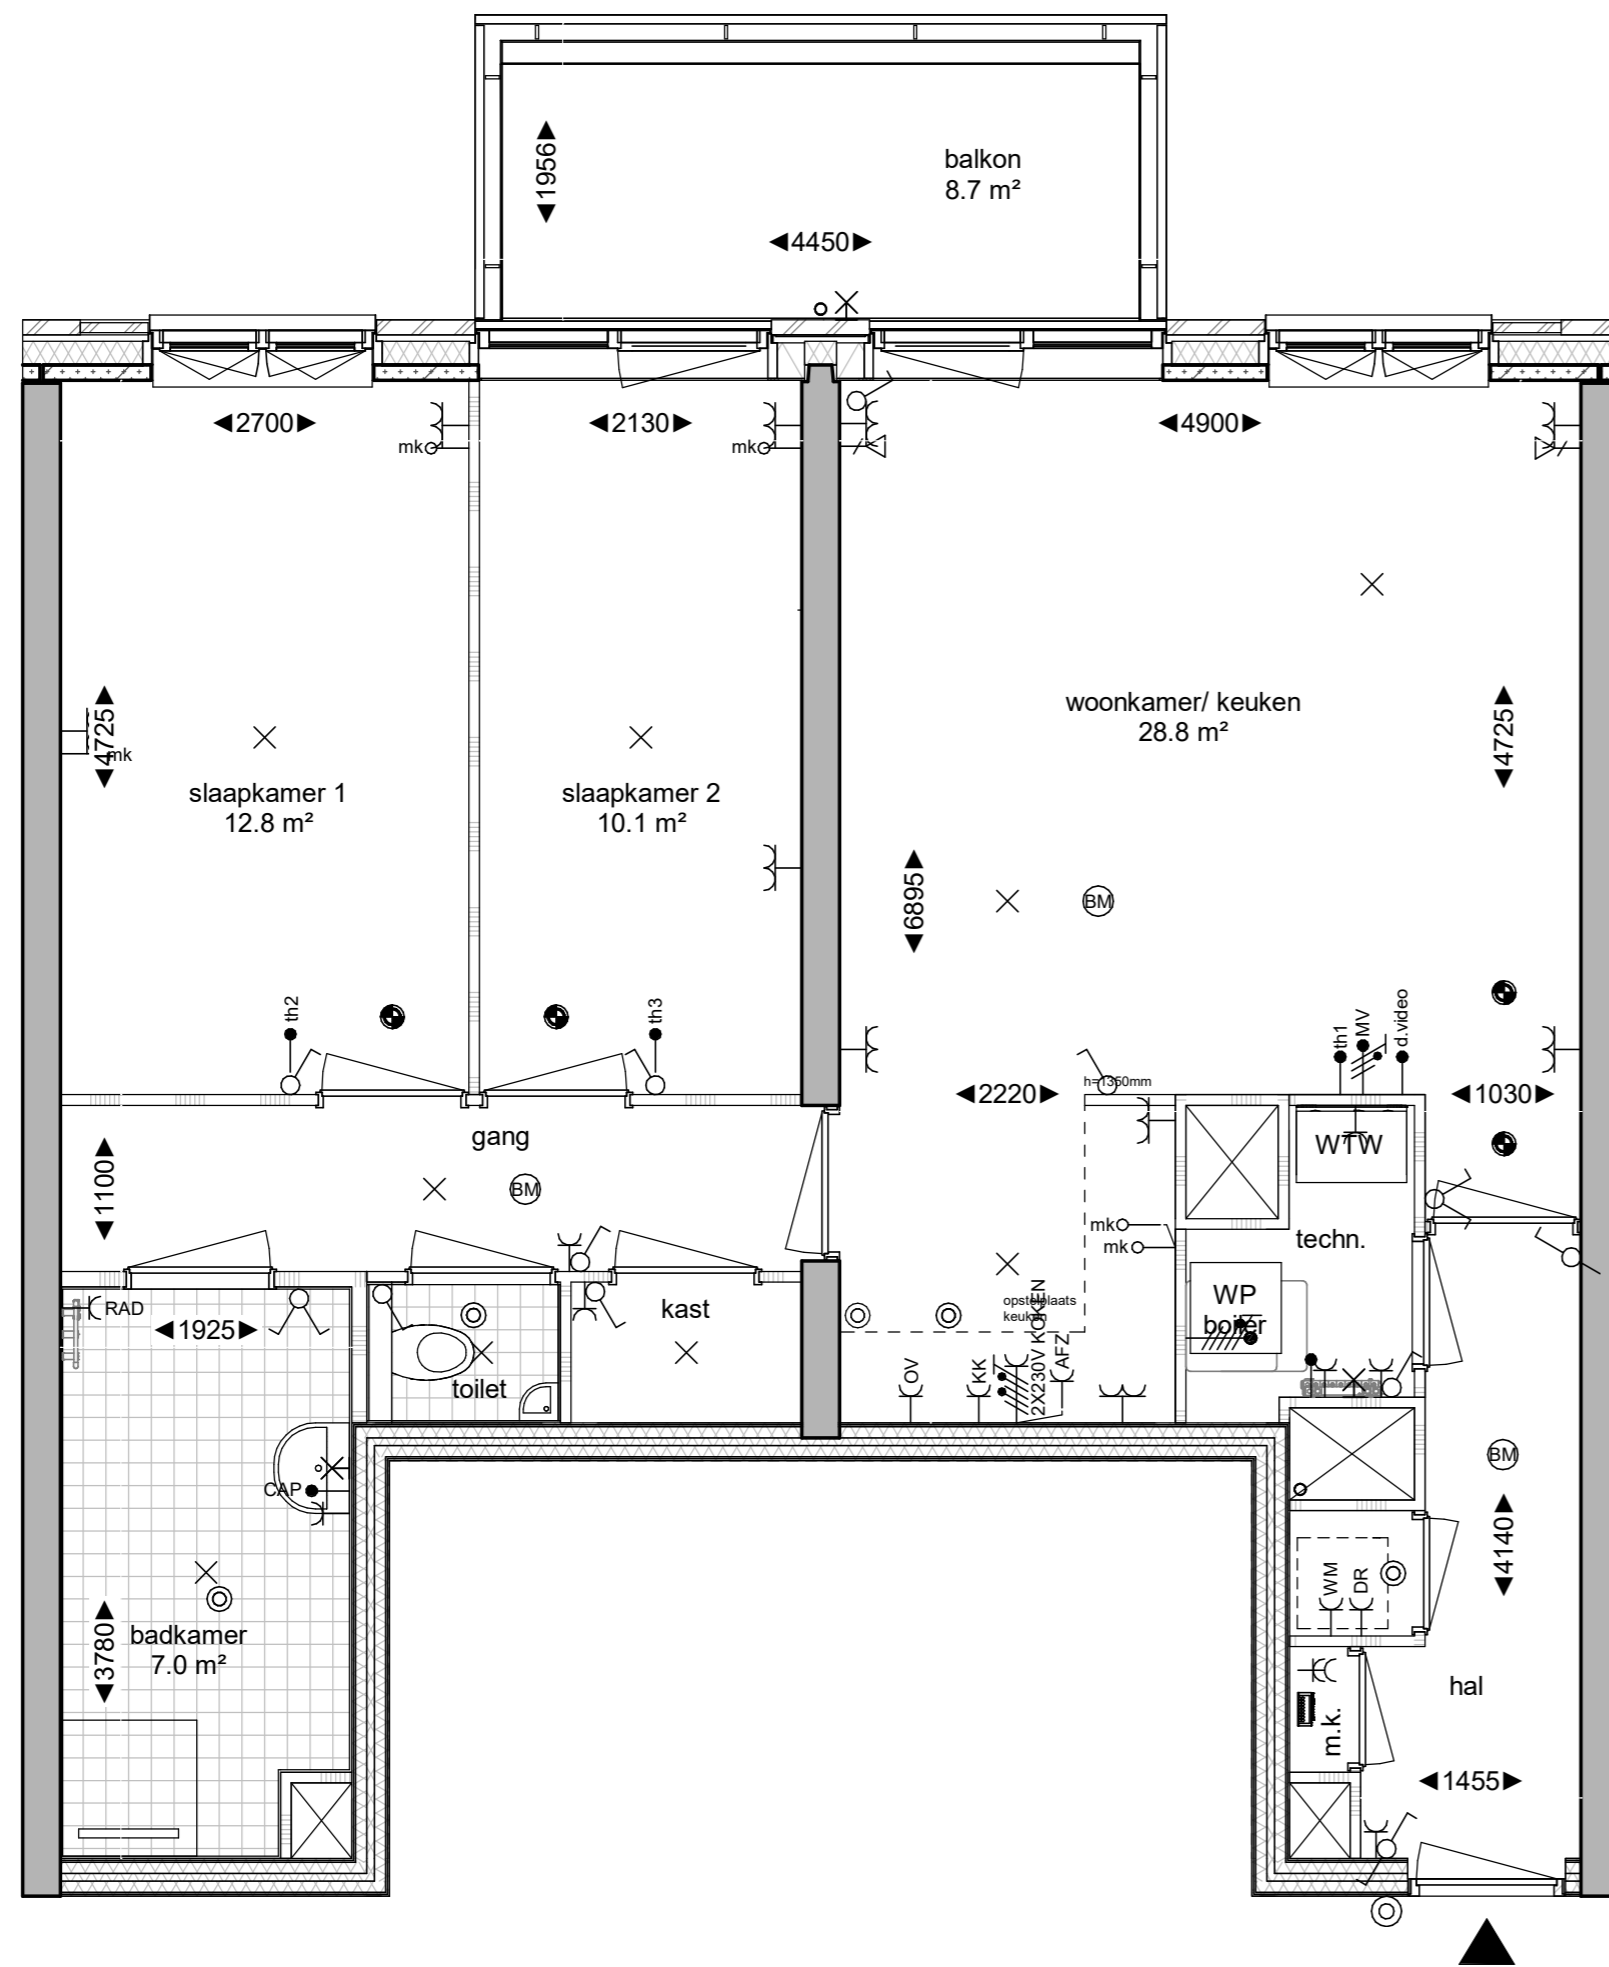 1956
balkon
8.7 m²
4450
2700
2130
4900
mk
mk
4725
mk
slaapkamer 1
12.8 m²
slaapkamer 2
10.1 m²
woonkamer/ keuken
28.8 m²
4725
6895
BM
th2
th3
th1
MV
d.video
h=1350mm
2220
1030
gang
1100
BM
WTW
mk
mk
techn.
RAD
1925
kast
toilet
opstelplaats
keuken
WP
boiler
OV
KK
2X230V KOKEN
AFZ
CAP
BM
4140
WM
DR
badkamer
7.0 m²
3780
hal
m.k.
1455